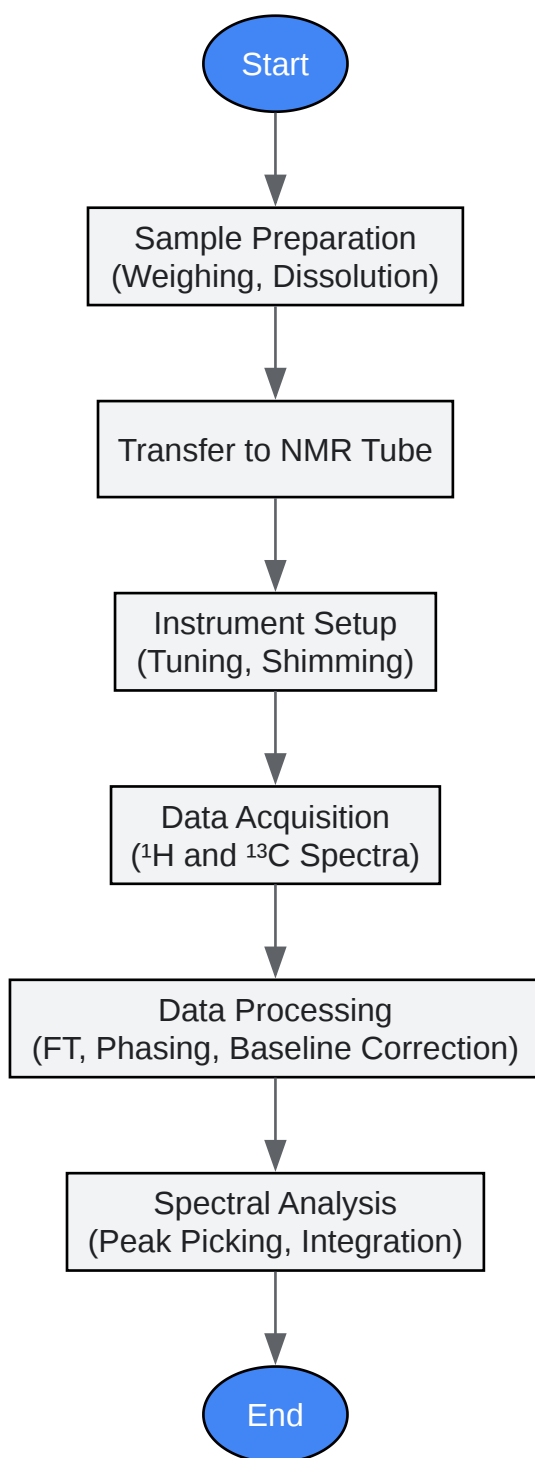 Start
Sample Preparation
(Weighing, Dissolution)
Transfer to NMR Tube
Instrument Setup
(Tuning, Shimming)
Data Acquisition
(¹H and ¹³C Spectra)
Data Processing
(FT, Phasing, Baseline Correction)
Spectral Analysis
(Peak Picking, Integration)
End